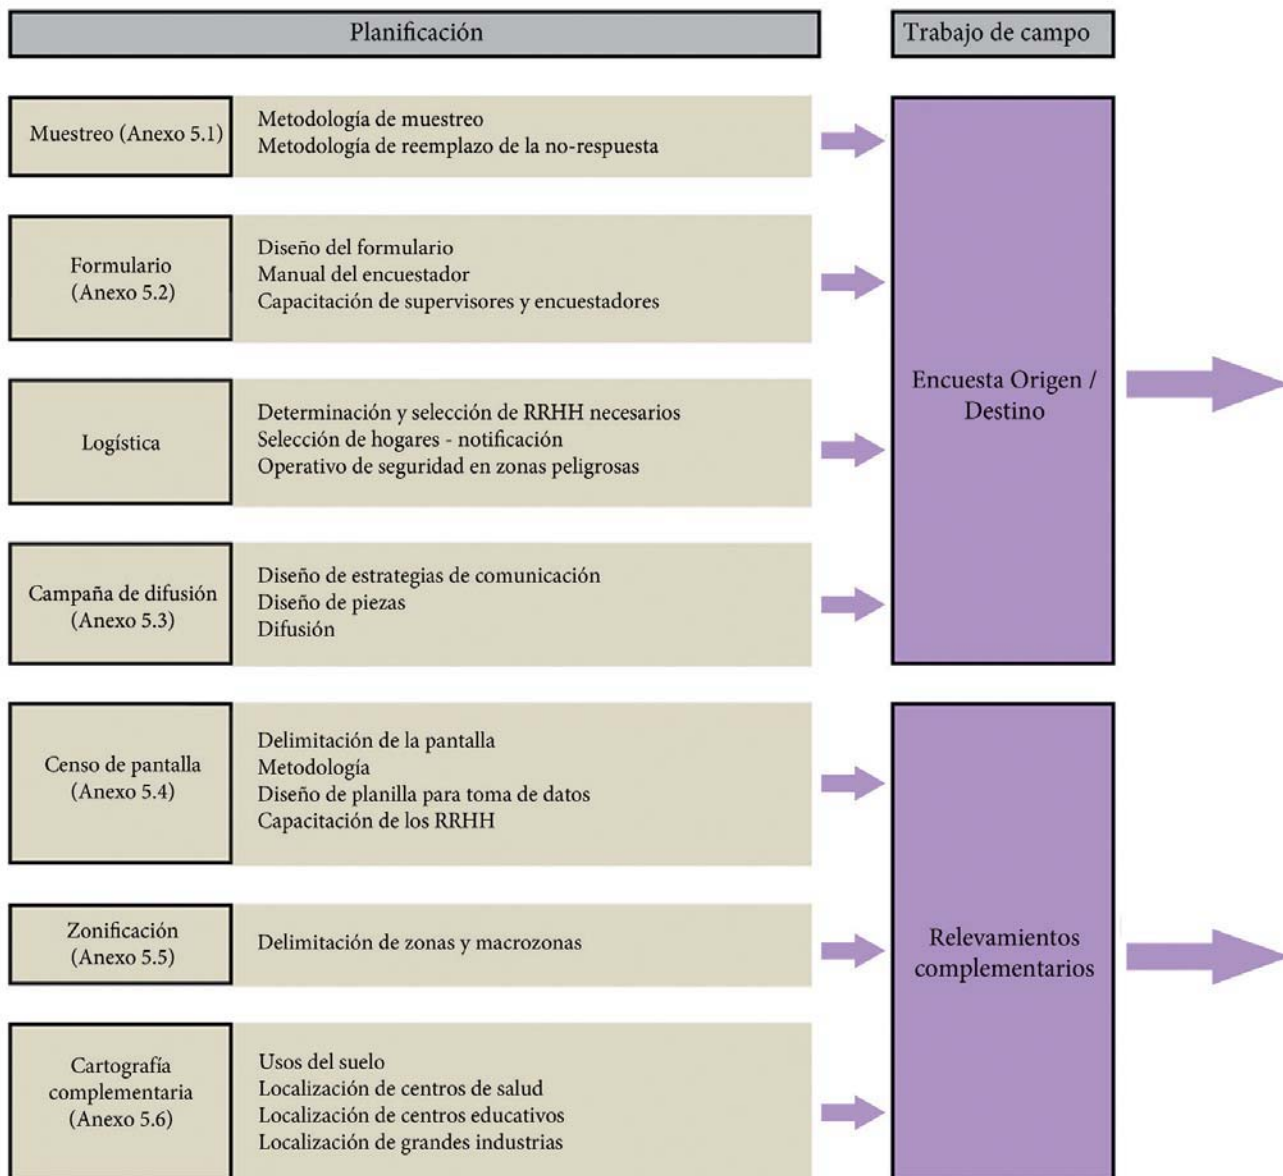 Planificación
Trabajo de campo
Muestreo (Anexo 5.1)
Metodología de muestreo
Metodología de reemplazo de la no-respuesta
Formulario
(Anexo 5.2)
Diseño del formulario
Manual del encuestador
Capacitación de supervisores y encuestadores
Logística
Determinación y selección de RRHH necesarios
Selección de hogares - notificación
Operativo de seguridad en zonas peligrosas
Campaña de difusión
(Anexo 5.3)
Diseño de estrategias de comunicación
Diseño de piezas
Difusión
Encuesta Origen /
Destino
Censo de pantalla
(Anexo 5.4)
Delimitación de la pantalla
Metodología
Diseño de planilla para toma de datos
Capacitación de los RRHH
Zonificación
(Anexo 5.5)
Delimitación de zonas y macrozonas
Cartografía
complementaria
(Anexo 5.6)
Usos del suelo
Localización de centros de salud
Localización de centros educativos
Localización de grandes industrias
Relevamientos
complementarios